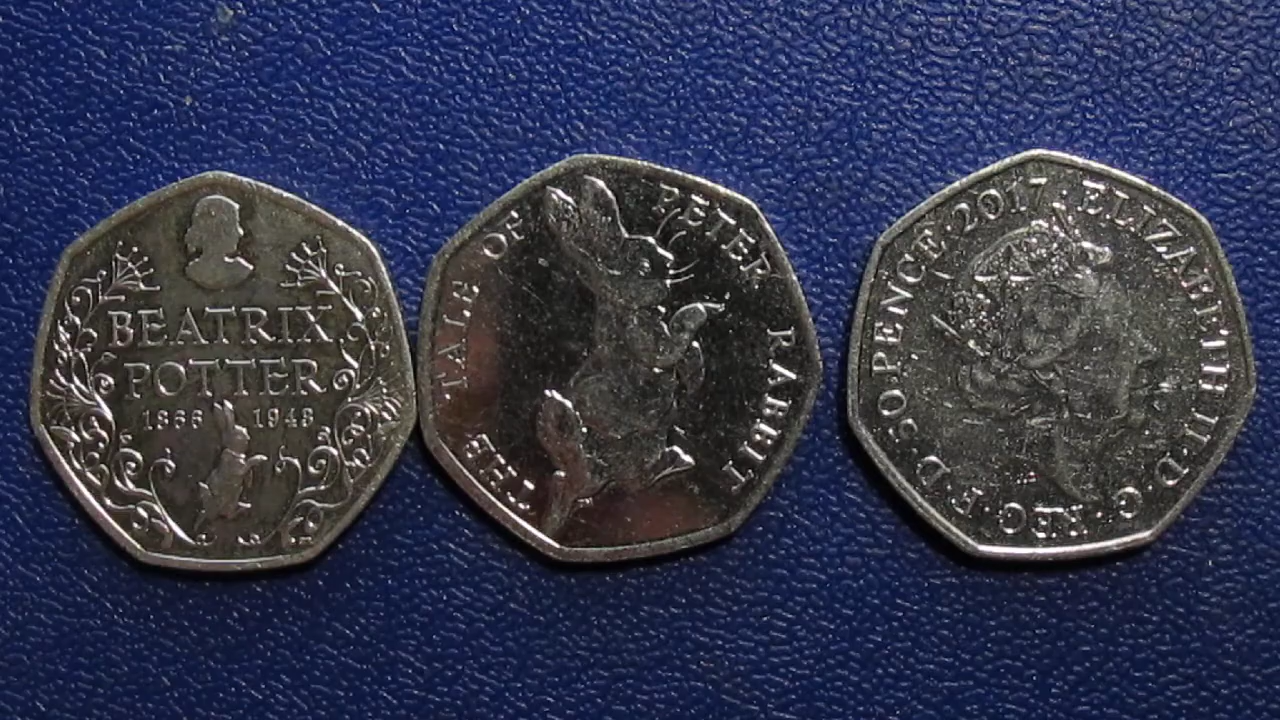 BEATRIX
POTTER
1866 1943
THE · TALE OF PETER RABBIT
ELIZABETH II · D · G · REG · F · D · 50 · PENCE · 2017 ·